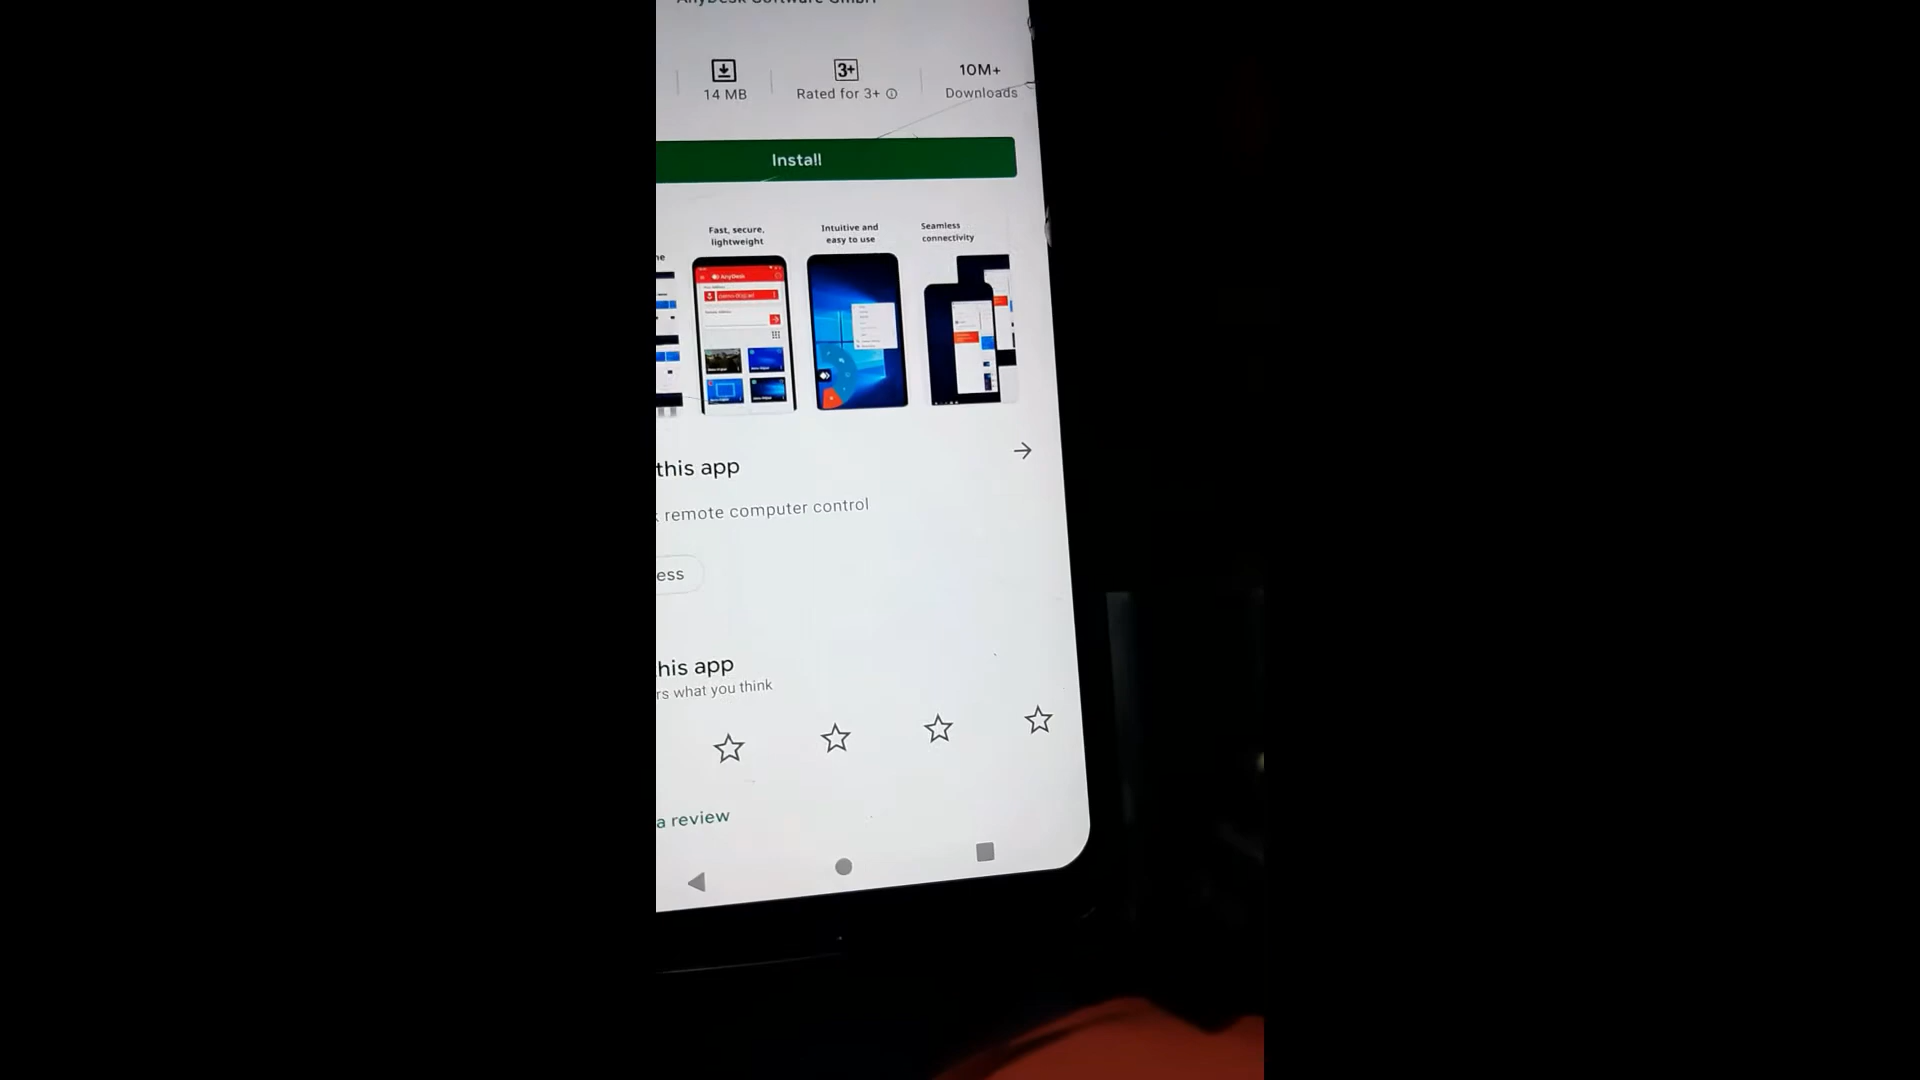 AnyDesk Software GmbH
3+
10M+
14 MB
Rated for 3+
Downloads
Install
Fast, secure,
lightweight
Intuitive and
easy to use
Seamless
connectivity
AnyDesk
this app
remote computer control
ess
his app
rs what you think
a review